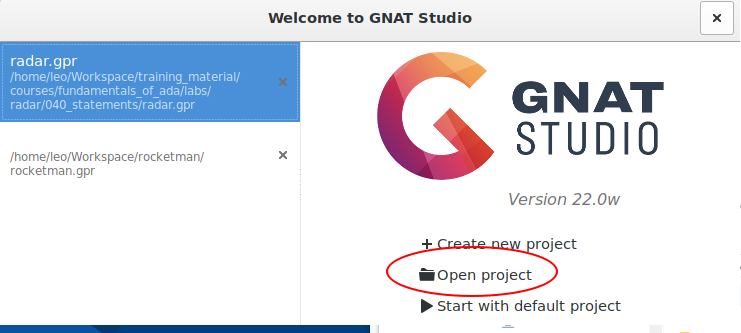 Welcome to GNAT Studio
radar.gpr
/home/leo/Workspace/training_material/
courses/fundamentals_of_ada/labs/
radar/040_statements/radar.gpr
/home/leo/Workspace/rocketman/
rocketman.gpr
GNAT
STUDIO
Version 22.0w
Create new project
Open project
Start with default project